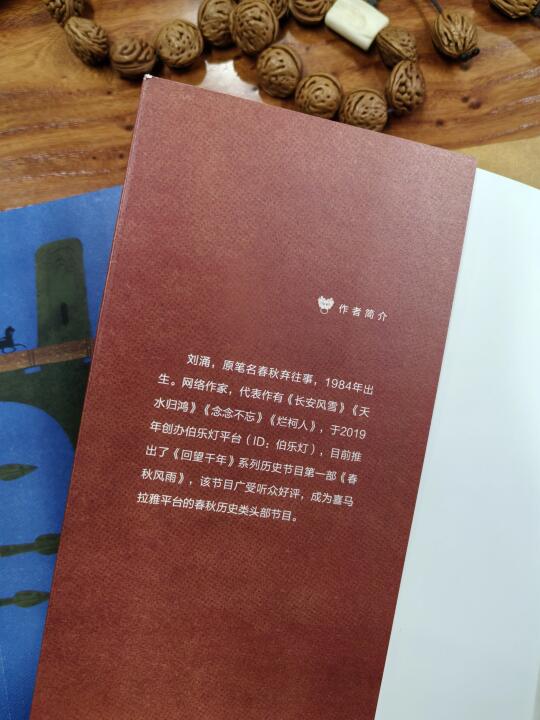 作者简介
刘涌，原笔名春秋弃往事，1984年出
生。网络作家，代表作有《长安风雪》《天
水归鸿》《念念不忘》《烂柯人》，于2019
年创办伯乐灯平台（ID：伯乐灯），目前推
出了《回望千年》系列历史节目第一部《春
秋风雨》，该节目广受听众好评，成为喜马
拉雅平台的春秋历史类头部节目。